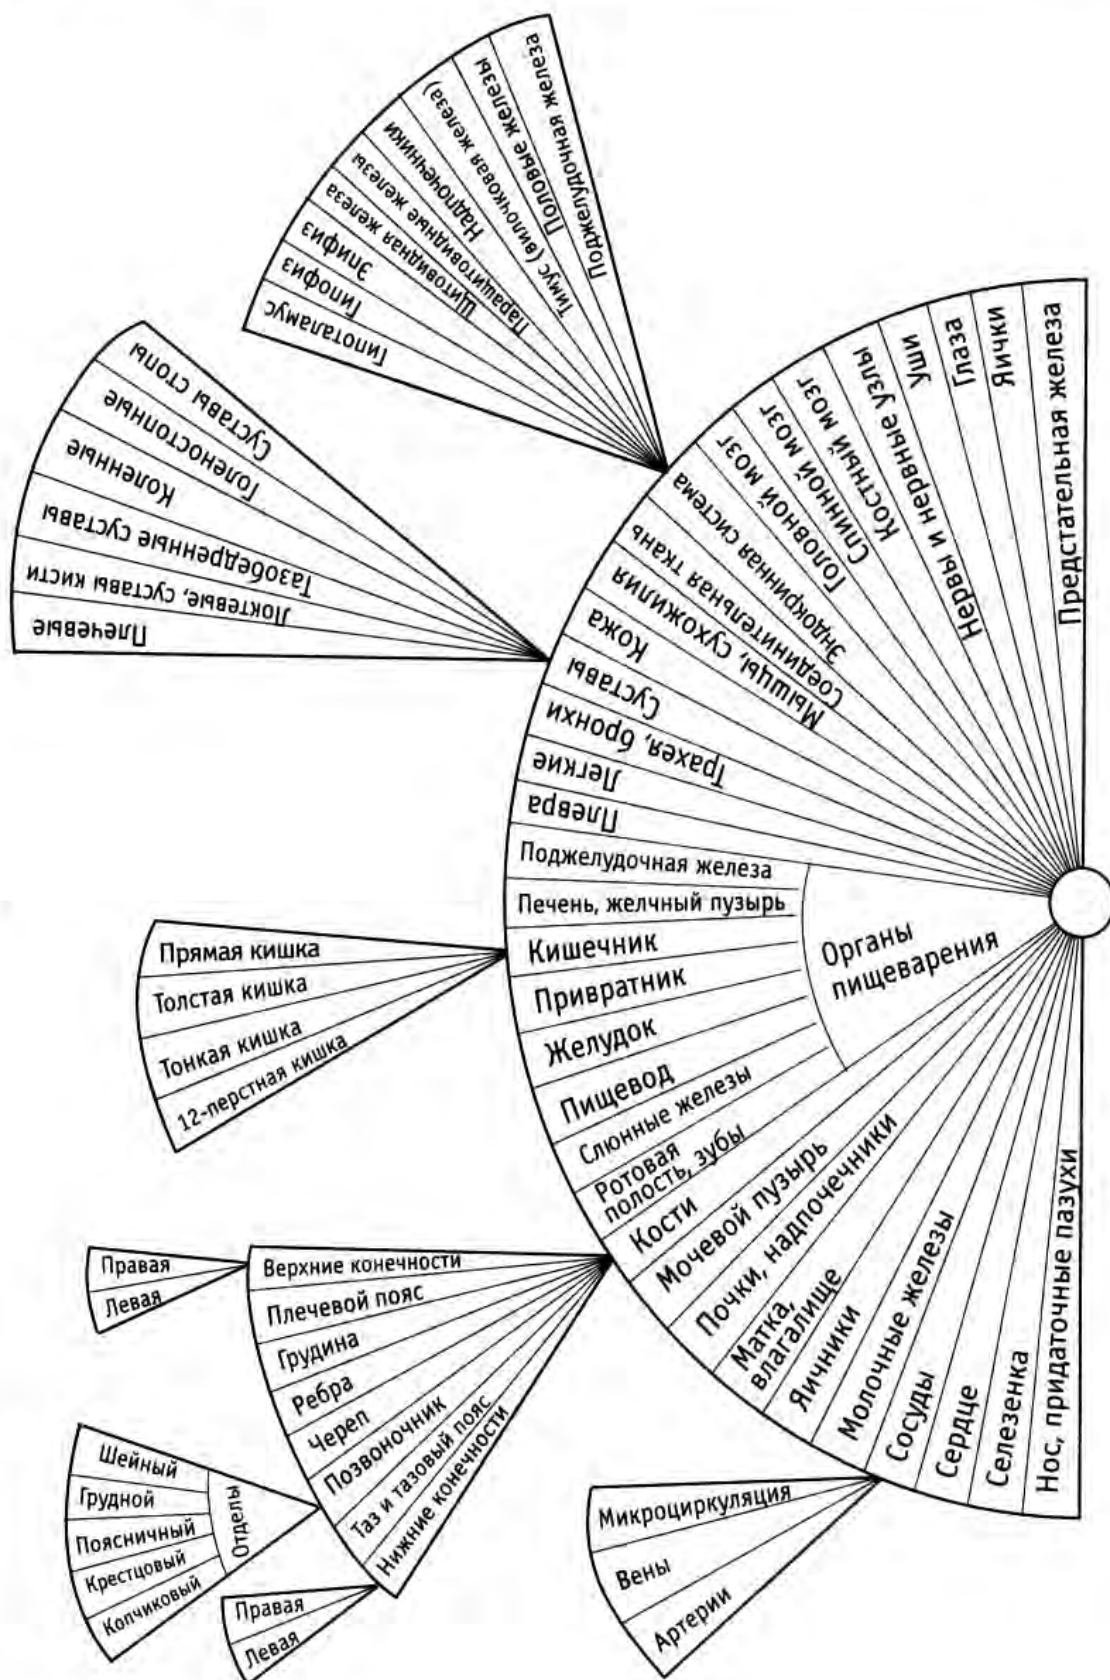 Поджелудочная железа
Половые железы
Тимус (вилочковая железа)
Надпочечники
Паращитовидные железы
Щитовидная железа
Эпифиз
Гипофиз
Гипоталамус
Суставы стопы
Голеностопные
Коленные
Тазобедренные суставы
Локтевые, суставы кисти
Плечевые
Предстательная железа
Яички
Глаза
Уши
Нервы и нервные узлы
Костный мозг
Спинной мозг
Головной мозг
Эндокринная система
Соединительная ткань
Мышцы, сухожилия
Кожа
Суставы
Трахея, бронхи
Легкие
Плевра
Поджелудочная железа
Печень, желчный пузырь
Кишечник
Привратник
Желудок
Пищевод
Слюнные железы
Ротовая
полость, зубы
Органы
пищеварения
Прямая кишка
Толстая кишка
Тонкая кишка
12-перстная кишка
Кости
Мочевой пузырь
Почки, надпочечники
Матка,
влагалище
Яичники
Молочные железы
Сосуды
Сердце
Селезенка
Нос, придаточные пазухи
Правая
Левая
Верхние конечности
Плечевой пояс
Грудина
Ребра
Череп
Позвоночник
Таз и тазовый пояс
Нижние конечности
Шейный
Грудной
Поясничный
Крестцовый
Копчиковый
Отделы
Правая
Левая
Микроциркуляция
Вены
Артерии